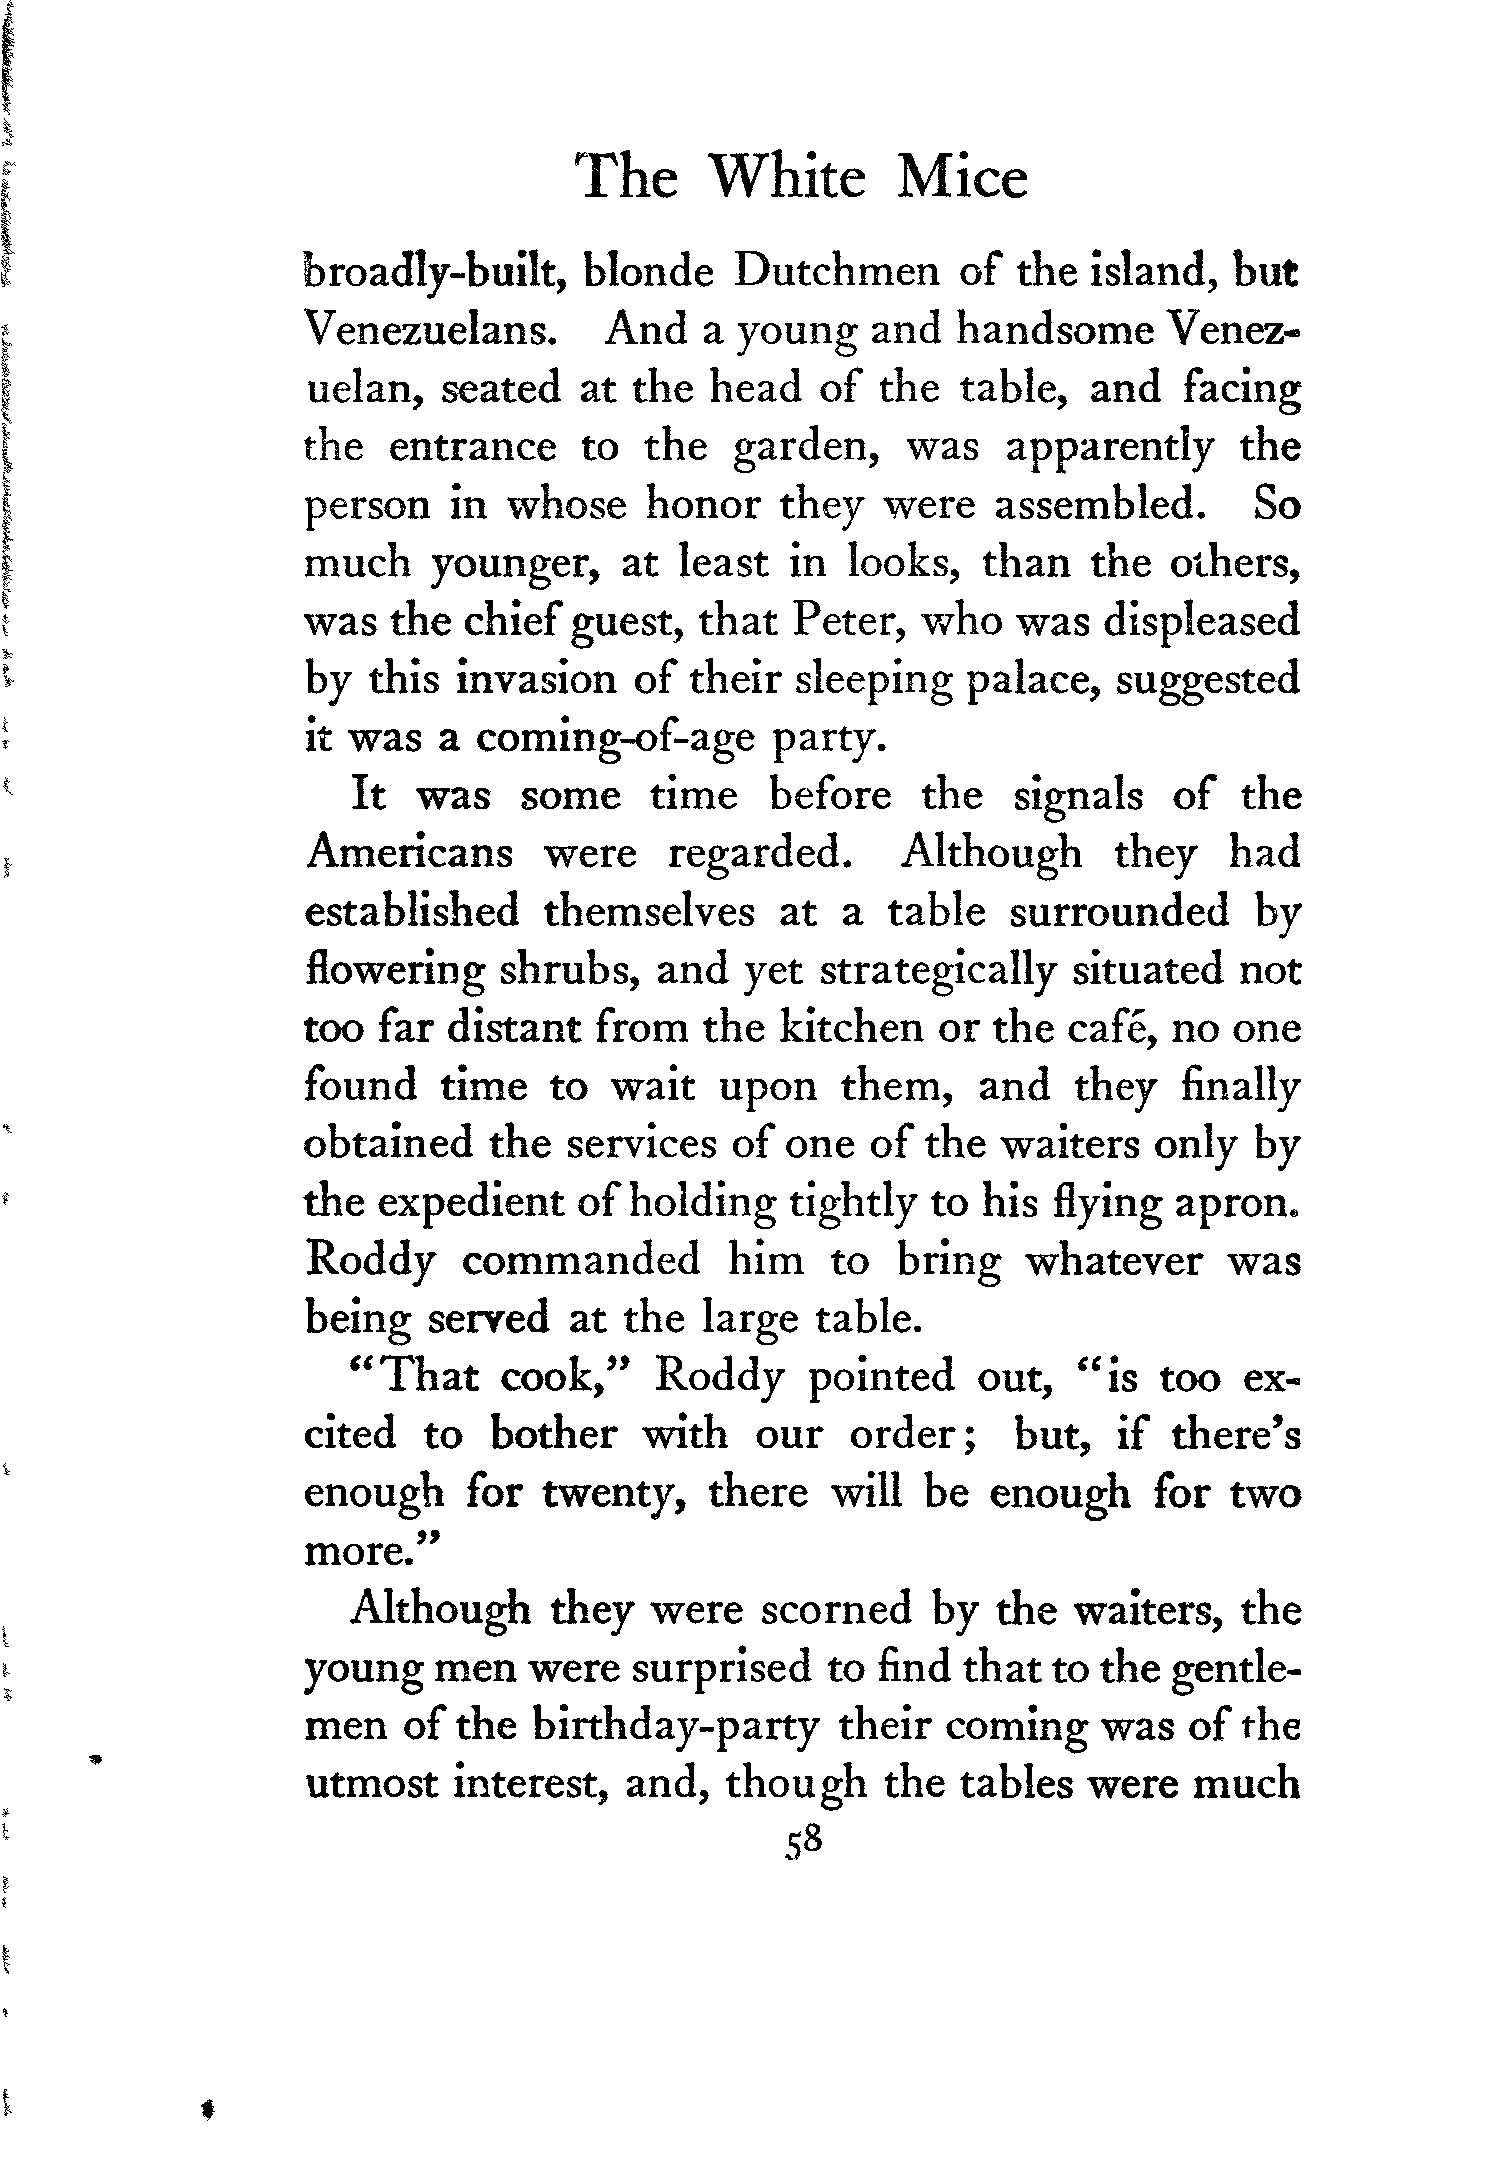 The White Mice
broadly-built, blonde Dutchmen of the island, but
Venezuelans. And a young and handsome Venez-
uelan, seated at the head of the table, and facing
the entrance to the garden, was apparently the
person in whose honor they were assembled. So
much younger, at least in looks, than the others,
was the chief guest, that Peter, who was displeased
by this invasion of their sleeping palace, suggested
it was a coming-of-age party.
It was some time before the signals of the
Americans were regarded. Although they had
established themselves at a table surrounded by
flowering shrubs, and yet strategically situated not
too far distant from the kitchen or the café, no one
found time to wait upon them, and they finally
obtained the services of one of the waiters only by
the expedient of holding tightly to his flying apron.
Roddy commanded him to bring whatever was
being served at the large table.
“That cook,” Roddy pointed out, “is too ex-
cited to bother with our order; but, if there’s
enough for twenty, there will be enough for two
more.”
Although they were scorned by the waiters, the
young men were surprised to find that to the gentle-
men of the birthday-party their coming was of the
utmost interest, and, though the tables were much
58